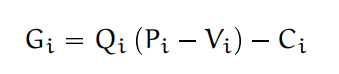 Gᵢ = Qᵢ (Pᵢ − Vᵢ) − Cᵢ